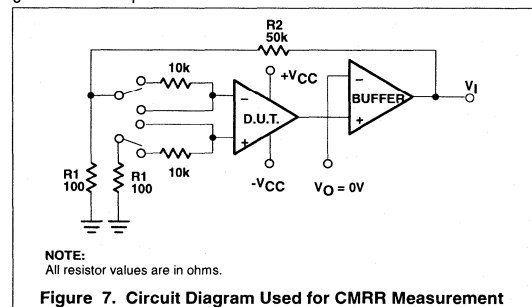 R2
50k
10k
+VCC
VI
−
D.U.T.
+
−
BUFFER
+
R1
100
R1
100
10k
-VCC
VO = 0V
NOTE:
All resistor values are in ohms.
Figure 7. Circuit Diagram Used for CMRR Measurement